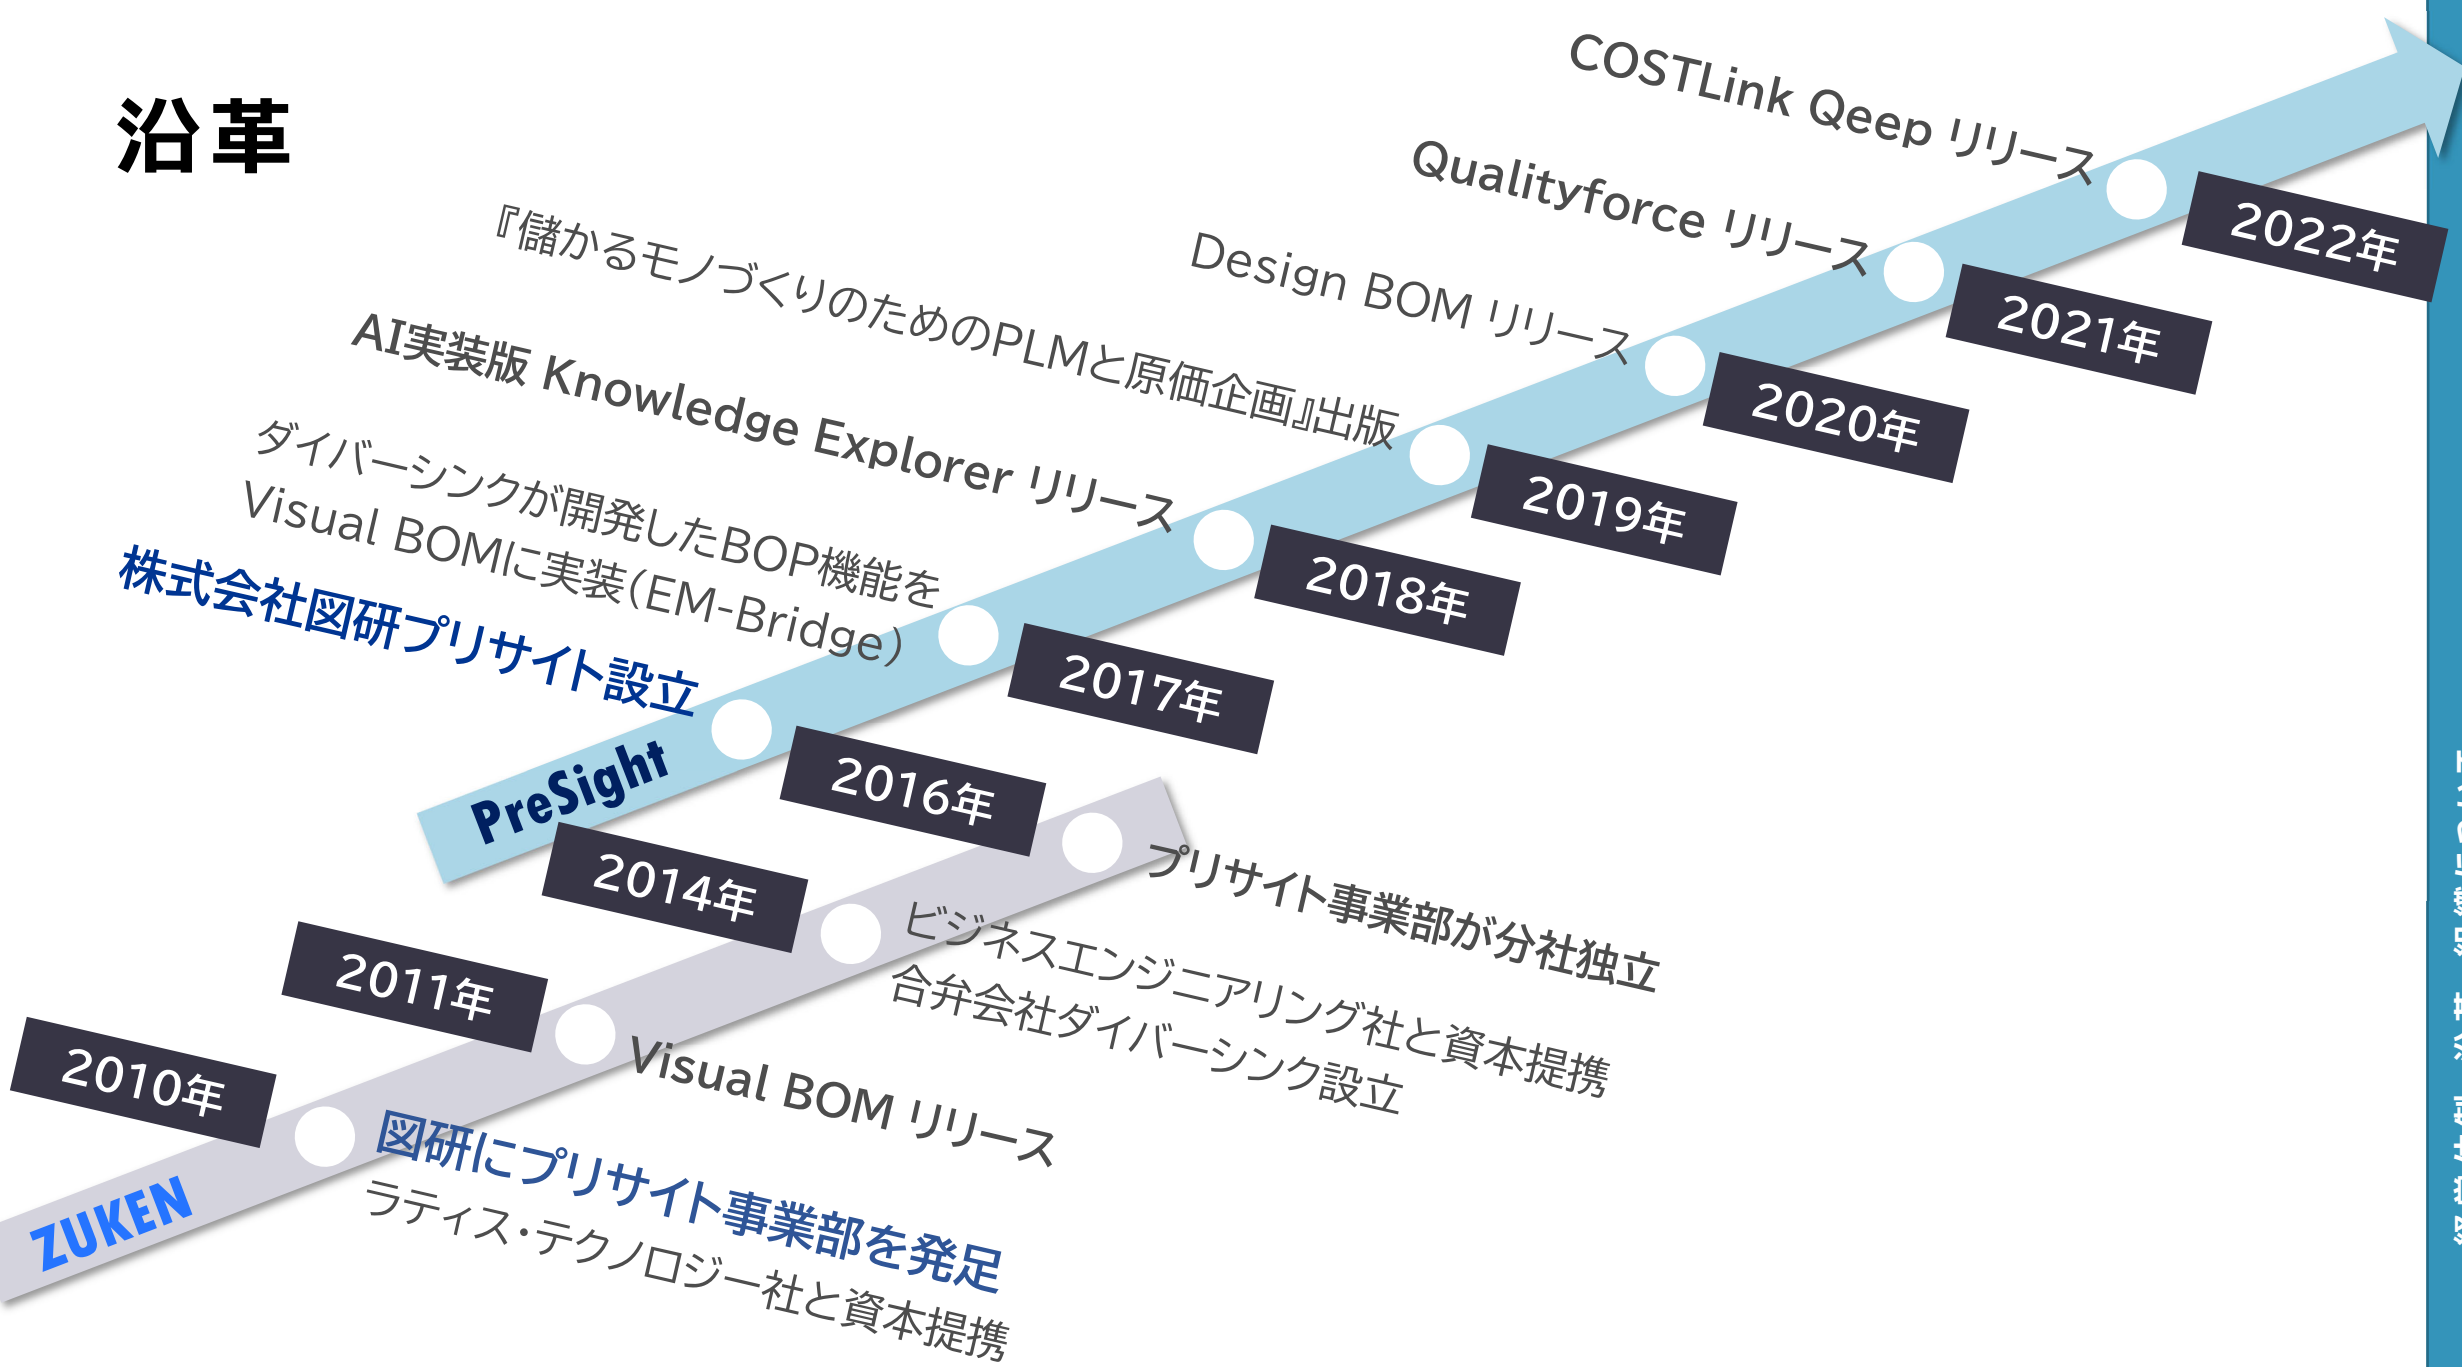 沿革
COSTLink Qeep リリース
2022年
Qualityforce リリース
2021年
Design BOM リリース
2020年
『儲かるモノづくりのためのPLMと原価企画』出版
2019年
AI実装版 Knowledge Explorer リリース
2018年
ダイバーシンクが開発したBOP機能を
Visual BOMに実装(EM-Bridge)
2017年
株式会社図研プリサイト設立
2016年
PreSight
プリサイト事業部が分社独立
2014年
ビジネスエンジニアリング社と資本提携
合弁会社ダイバーシンク設立
2011年
Visual BOM リリース
2010年
図研にプリサイト事業部を発足
ラティス・テクノロジー社と資本提携
ZUKEN